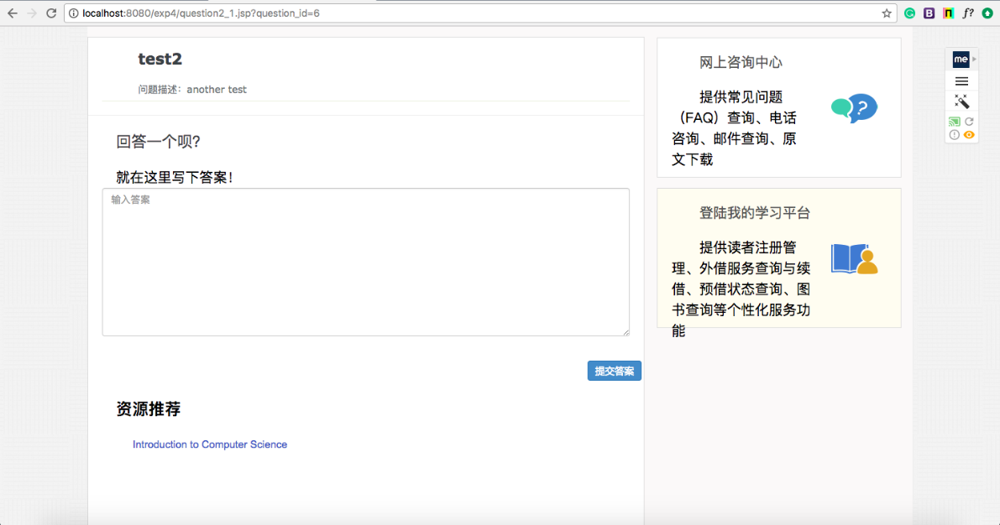 localhost:8080/exp4/question2_1.jsp?question_id=6
test2
问题描述：another test
回答一个呗?
就在这里写下答案!
输入答案
提交答案
资源推荐
Introduction to Computer Science
网上咨询中心
提供常见问题
（FAQ）查询、电话
咨询、邮件查询、原
文下载
登陆我的学习平台
提供读者注册管
理、外借服务查询与续
借、预借状态查询、图
书查询等个性化服务功
能
B
f?
me